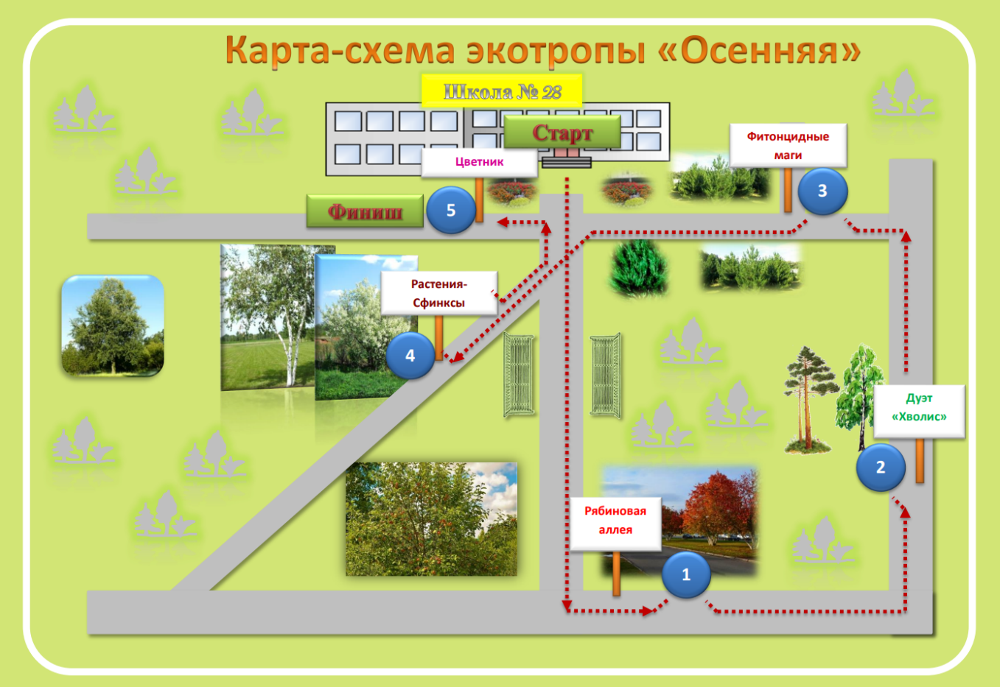 Карта-схема экотропы «Осенняя»
Школа № 28
Старт
Фитонцидные
маги
Цветник
3
Финиш
5
Растения-
Сфинксы
4
Дуэт
«Хволис»
2
Рябиновая
аллея
1